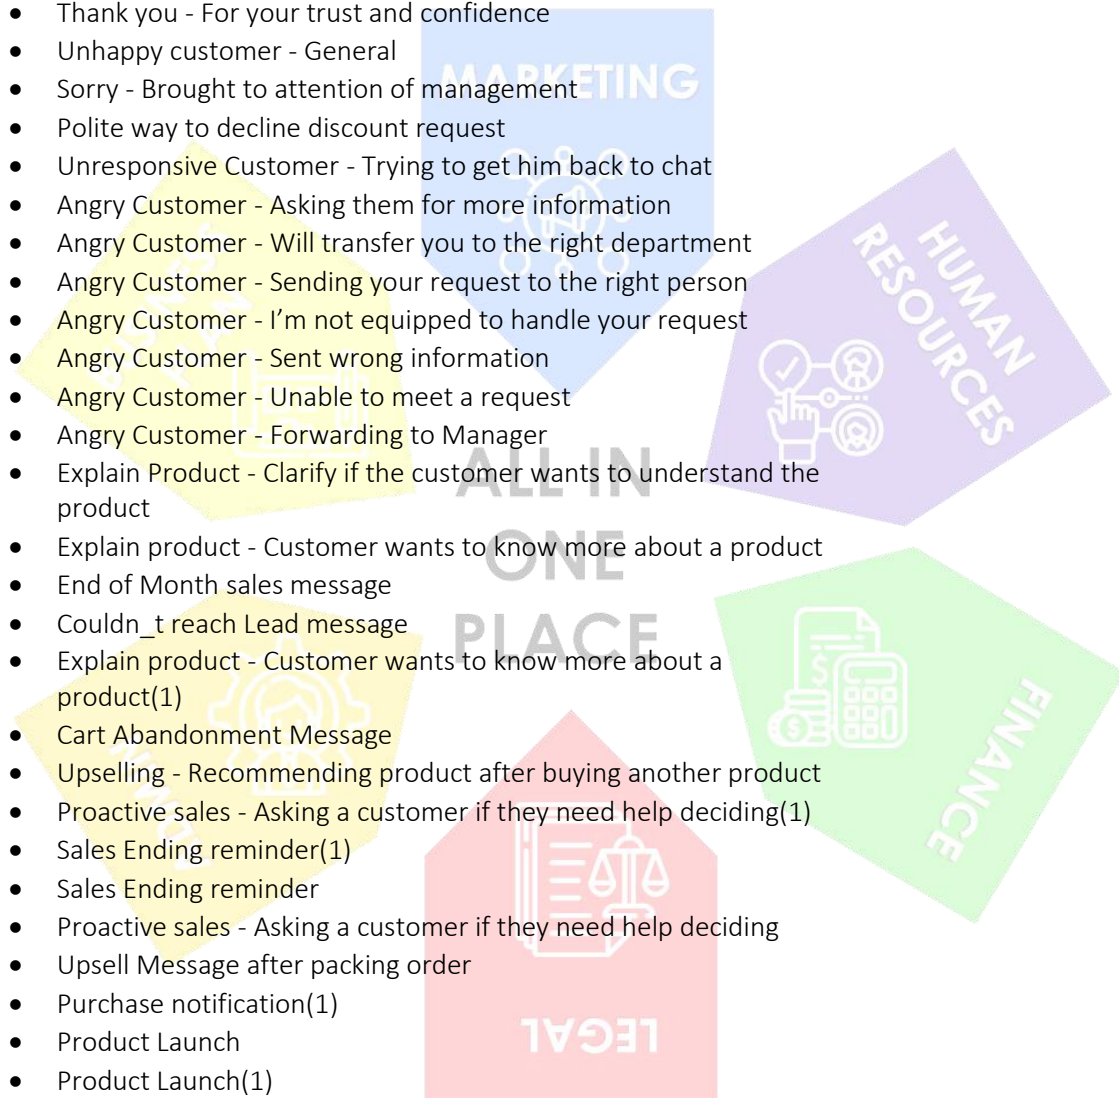 • Thank you - For your trust and confidence
• Unhappy customer - General
• Sorry - Brought to attention of management
• Polite way to decline discount request
• Unresponsive Customer - Trying to get him back to chat
• Angry Customer - Asking them for more information
• Angry Customer - Will transfer you to the right department
• Angry Customer - Sending your request to the right person
• Angry Customer - I’m not equipped to handle your request
• Angry Customer - Sent wrong information
• Angry Customer - Unable to meet a request
• Angry Customer - Forwarding to Manager
• Explain Product - Clarify if the customer wants to understand the
product
• Explain product - Customer wants to know more about a product
• End of Month sales message
• Couldn_t reach Lead message
• Explain product - Customer wants to know more about a
product(1)
• Cart Abandonment Message
• Upselling - Recommending product after buying another product
• Proactive sales - Asking a customer if they need help deciding(1)
• Sales Ending reminder(1)
• Sales Ending reminder
• Proactive sales - Asking a customer if they need help deciding
• Upsell Message after packing order
• Purchase notification(1)
• Product Launch
• Product Launch(1)
MARKETING
HUMAN
RESOURCES
FINANCE
LEGAL
ADMIN
BUSINESS
PLAN
ALL IN
ONE
PLACE